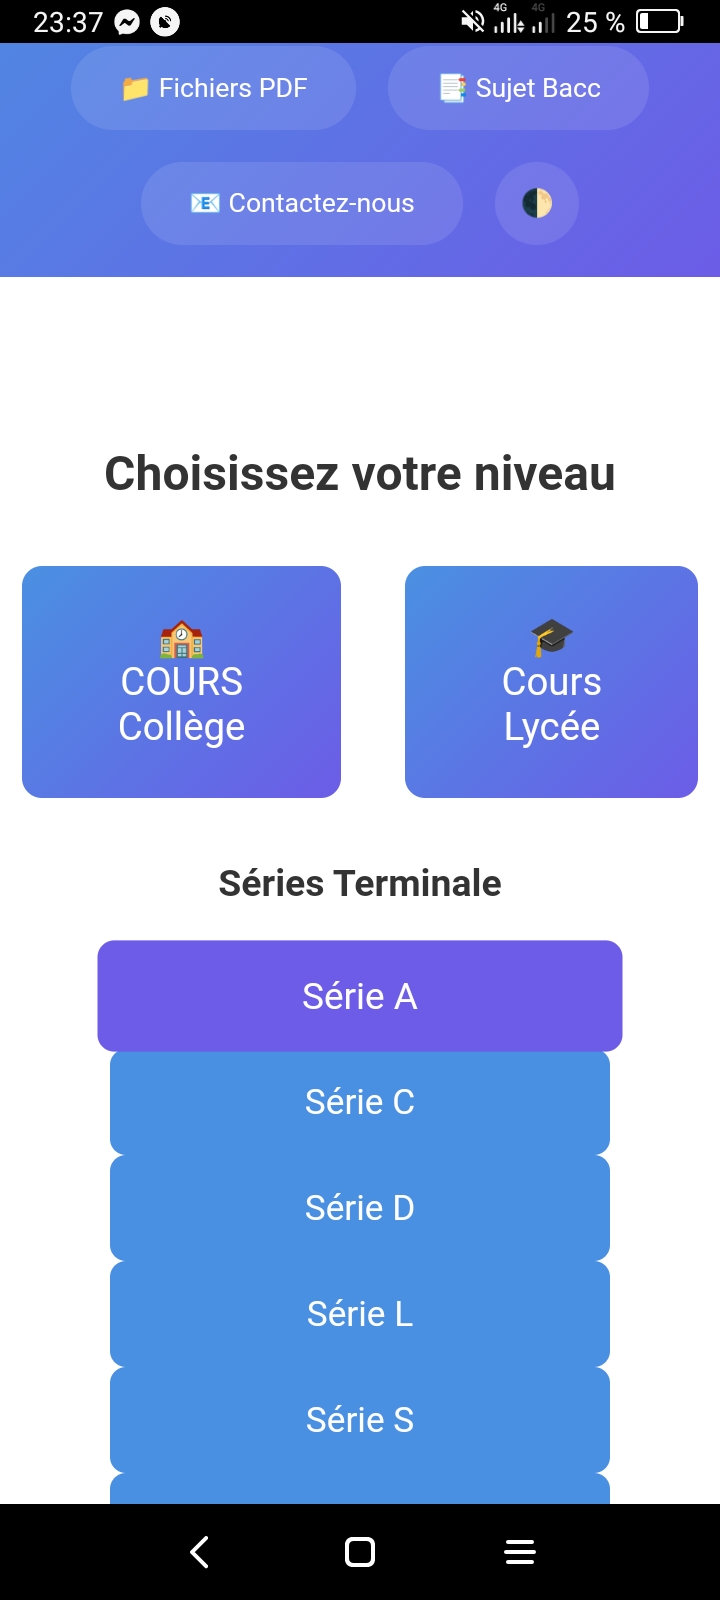 23:37 4G 4G 25 %
Fichiers PDF
Sujet Bacc
Contactez-nous
Choisissez votre niveau
COURS
Collège
Cours
Lycée
Séries Terminale
Série A
Série C
Série D
Série L
Série S